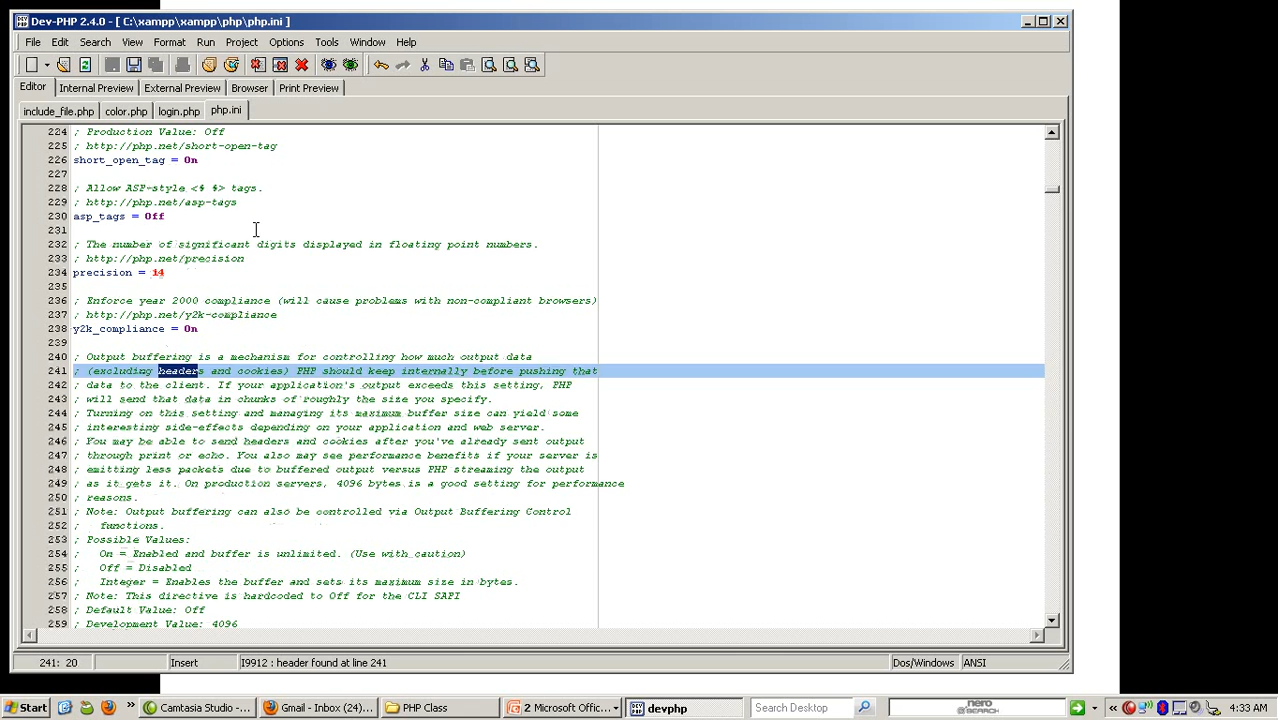 Dev-PHP 2.4.0 - [ C:\xampp\xampp\php\php.ini ]
File Edit Search View Format Run Project Options Tools Window Help
Editor Internal Preview External Preview Browser Print Preview
include_file.php color.php login.php php.ini
224 ; Production Value: Off
225 ; http://php.net/short-open-tag
226 short_open_tag = On
227
228 ; Allow ASP-style <% %> tags.
229 ; http://php.net/asp-tags
230 asp_tags = Off
231
232 ; The number of significant digits displayed in floating point numbers.
233 ; http://php.net/precision
234 precision = 14
235
236 ; Enforce year 2000 compliance (will cause problems with non-compliant browsers)
237 ; http://php.net/y2k-compliance
238 y2k_compliance = On
239
240 ; Output buffering is a mechanism for controlling how much output data
241 ; (excluding headers and cookies) PHP should keep internally before pushing that
242 ; data to the client. If your application's output exceeds this setting, PHP
243 ; will send that data in chunks of roughly the size you specify.
244 ; Turning on this setting and managing its maximum buffer size can yield some
245 ; interesting side-effects depending on your application and web server.
246 ; You may be able to send headers and cookies after you've already sent output
247 ; through print or echo. You also may see performance benefits if your server is
248 ; emitting less packets due to buffered output versus PHP streaming the output
249 ; as it gets it. On production servers, 4096 bytes is a good setting for performance
250 ; reasons.
251 ; Note: Output buffering can also be controlled via Output Buffering Control
252 ;   functions.
253 ; Possible Values:
254 ;   On = Enabled and buffer is unlimited. (Use with caution)
255 ;   Off = Disabled
256 ;   Integer = Enables the buffer and sets its maximum size in bytes.
257 ; Note: This directive is hardcoded to Off for the CLI SAPI
258 ; Default Value: Off
259 ; Development Value: 4096
241: 20 Insert I9912 : header found at line 241 Dos/Windows ANSI
Start Camtasia Studio - ... Gmail - Inbox (24)... PHP Class 2 Microsoft Office... DEV PHP devphp Search Desktop nero SEARCH 4:33 AM